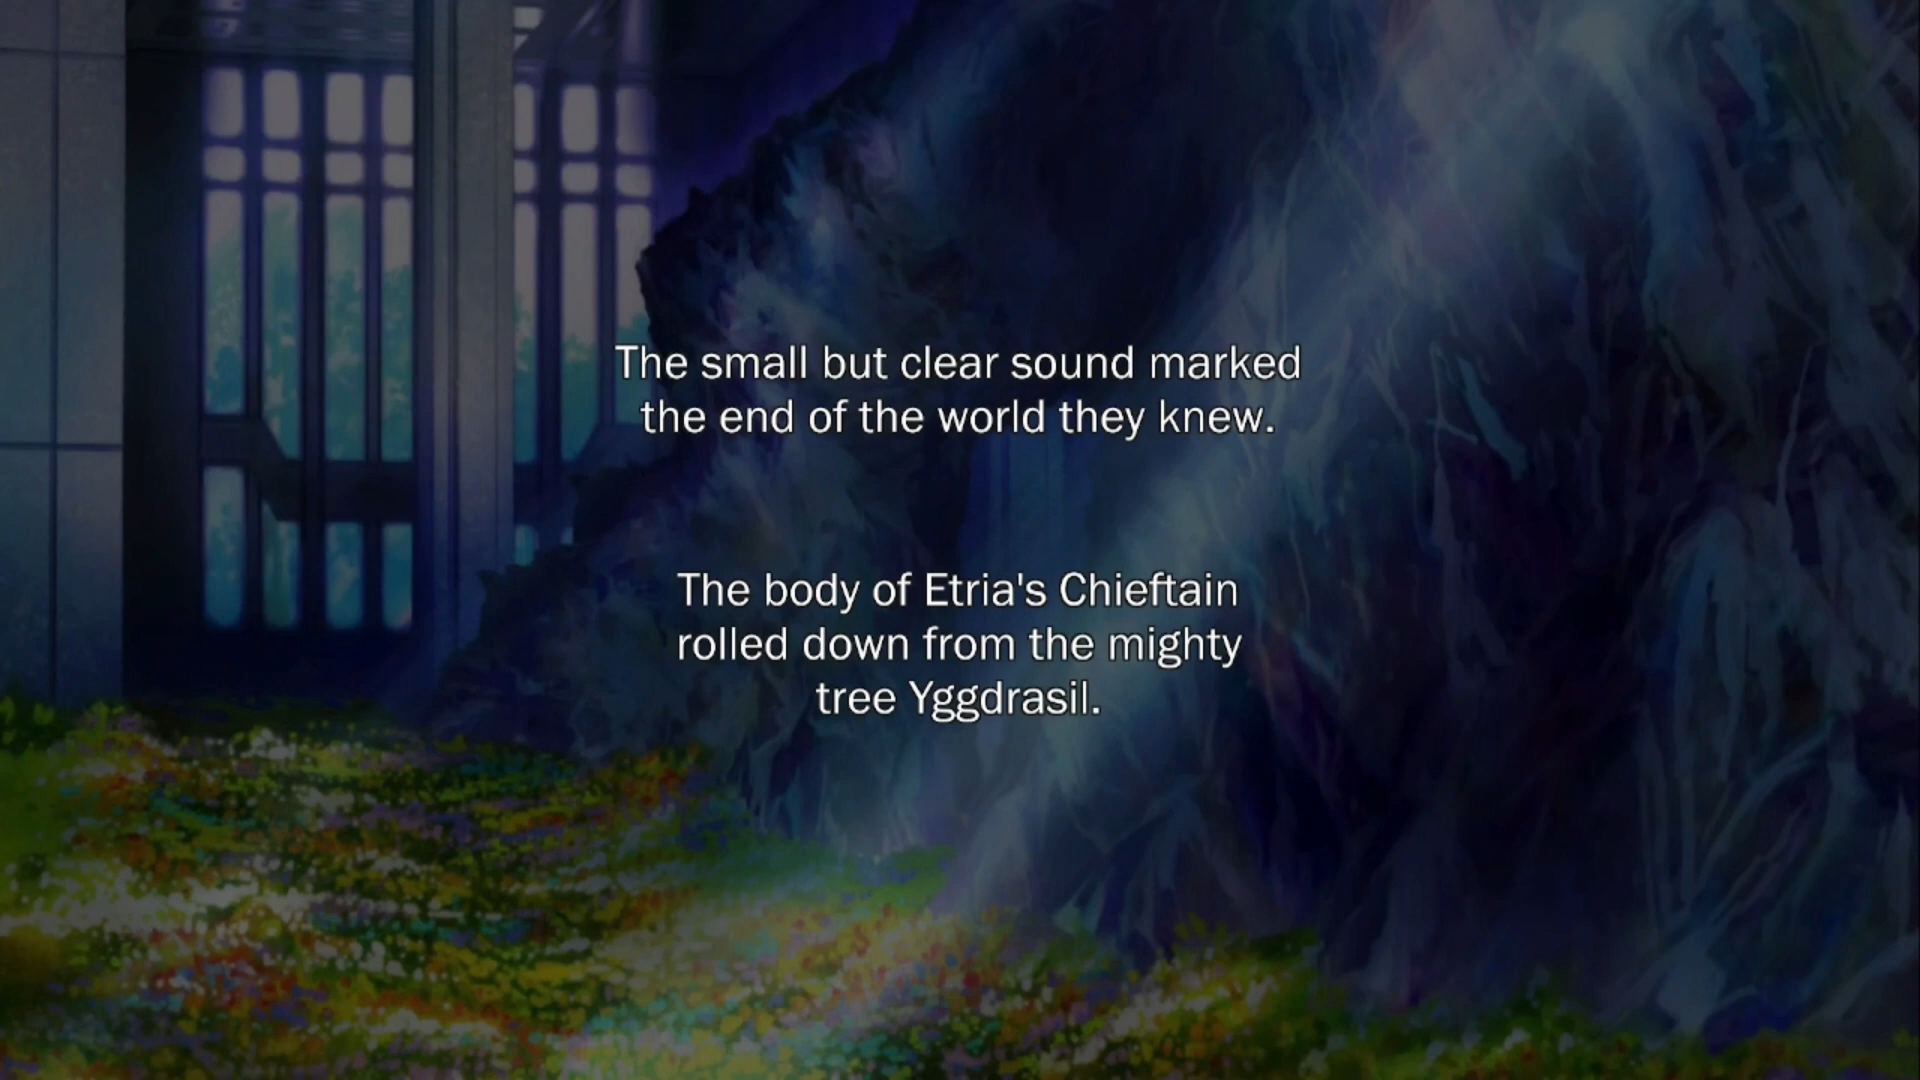 The small but clear sound marked
the end of the world they knew.
The body of Etria's Chieftain
rolled down from the mighty
tree Yggdrasil.